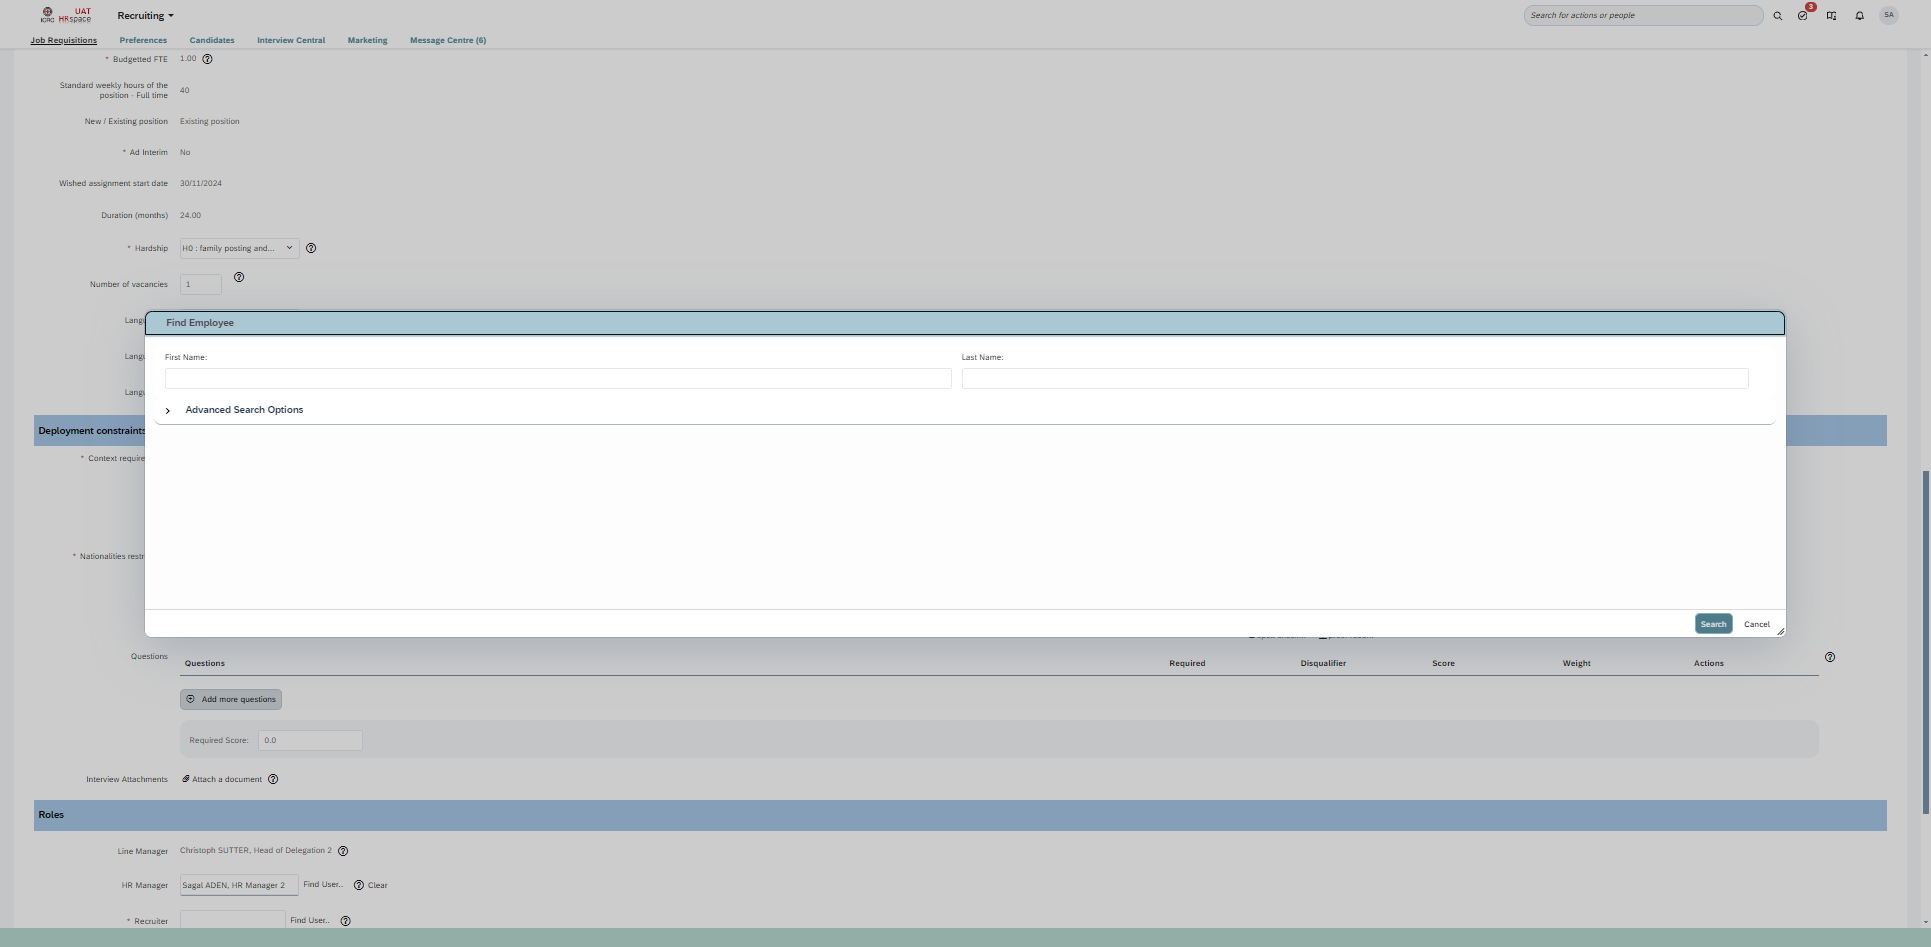 UAT
ICRC HRspace
Recruiting
Search for actions or people
3
SA
Job Requisitions Preferences Candidates Interview Central Marketing Message Centre (6)
* Budgetted FTE 1.00
Standard weekly hours of the position - Full time 40
New / Existing position Existing position
* Ad Interim No
Wished assignment start date 30/11/2024
Duration (months) 24.00
* Hardship H0 : family posting and...
Number of vacancies 1
Langu
Find Employee
First Name: Last Name:
Langu
Langu
Advanced Search Options
Deployment constraints
* Context require
* Nationalities restr
Search Cancel
Questions Questions Required Disqualifier Score Weight Actions
Add more questions
Required Score: 0.0
Interview Attachments Attach a document
Roles
Line Manager Christoph SUTTER, Head of Delegation 2
HR Manager Sagal ADEN, HR Manager 2 Find User.. Clear
* Recruiter Find User..